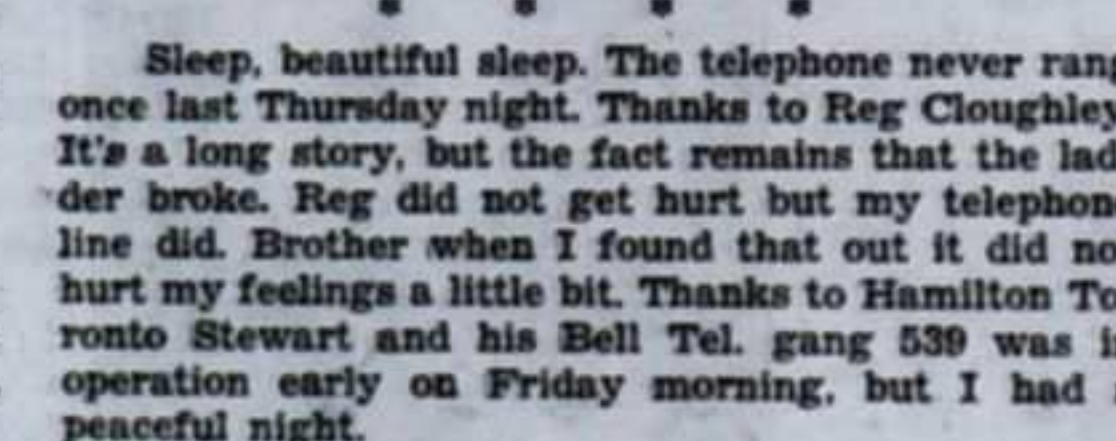 * * * *
Sleep, beautiful sleep. The telephone never rang
once last Thursday night. Thanks to Reg Cloughley
It's a long story, but the fact remains that the lad-
der broke. Reg did not get hurt but my telephon
line did. Brother when I found that out it did no
hurt my feelings a little bit. Thanks to Hamilton To
ronto Stewart and his Bell Tel. gang 539 was i
operation early on Friday morning, but I had
peaceful night.